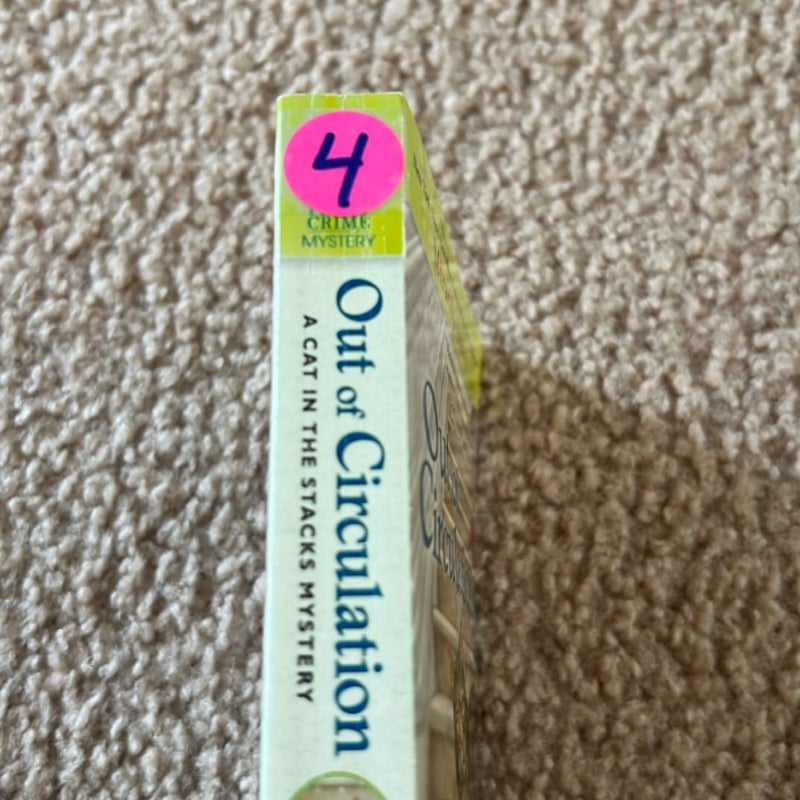 4
CRIME
MYSTERY
Out of Circulation
A CAT IN THE STACKS MYSTERY